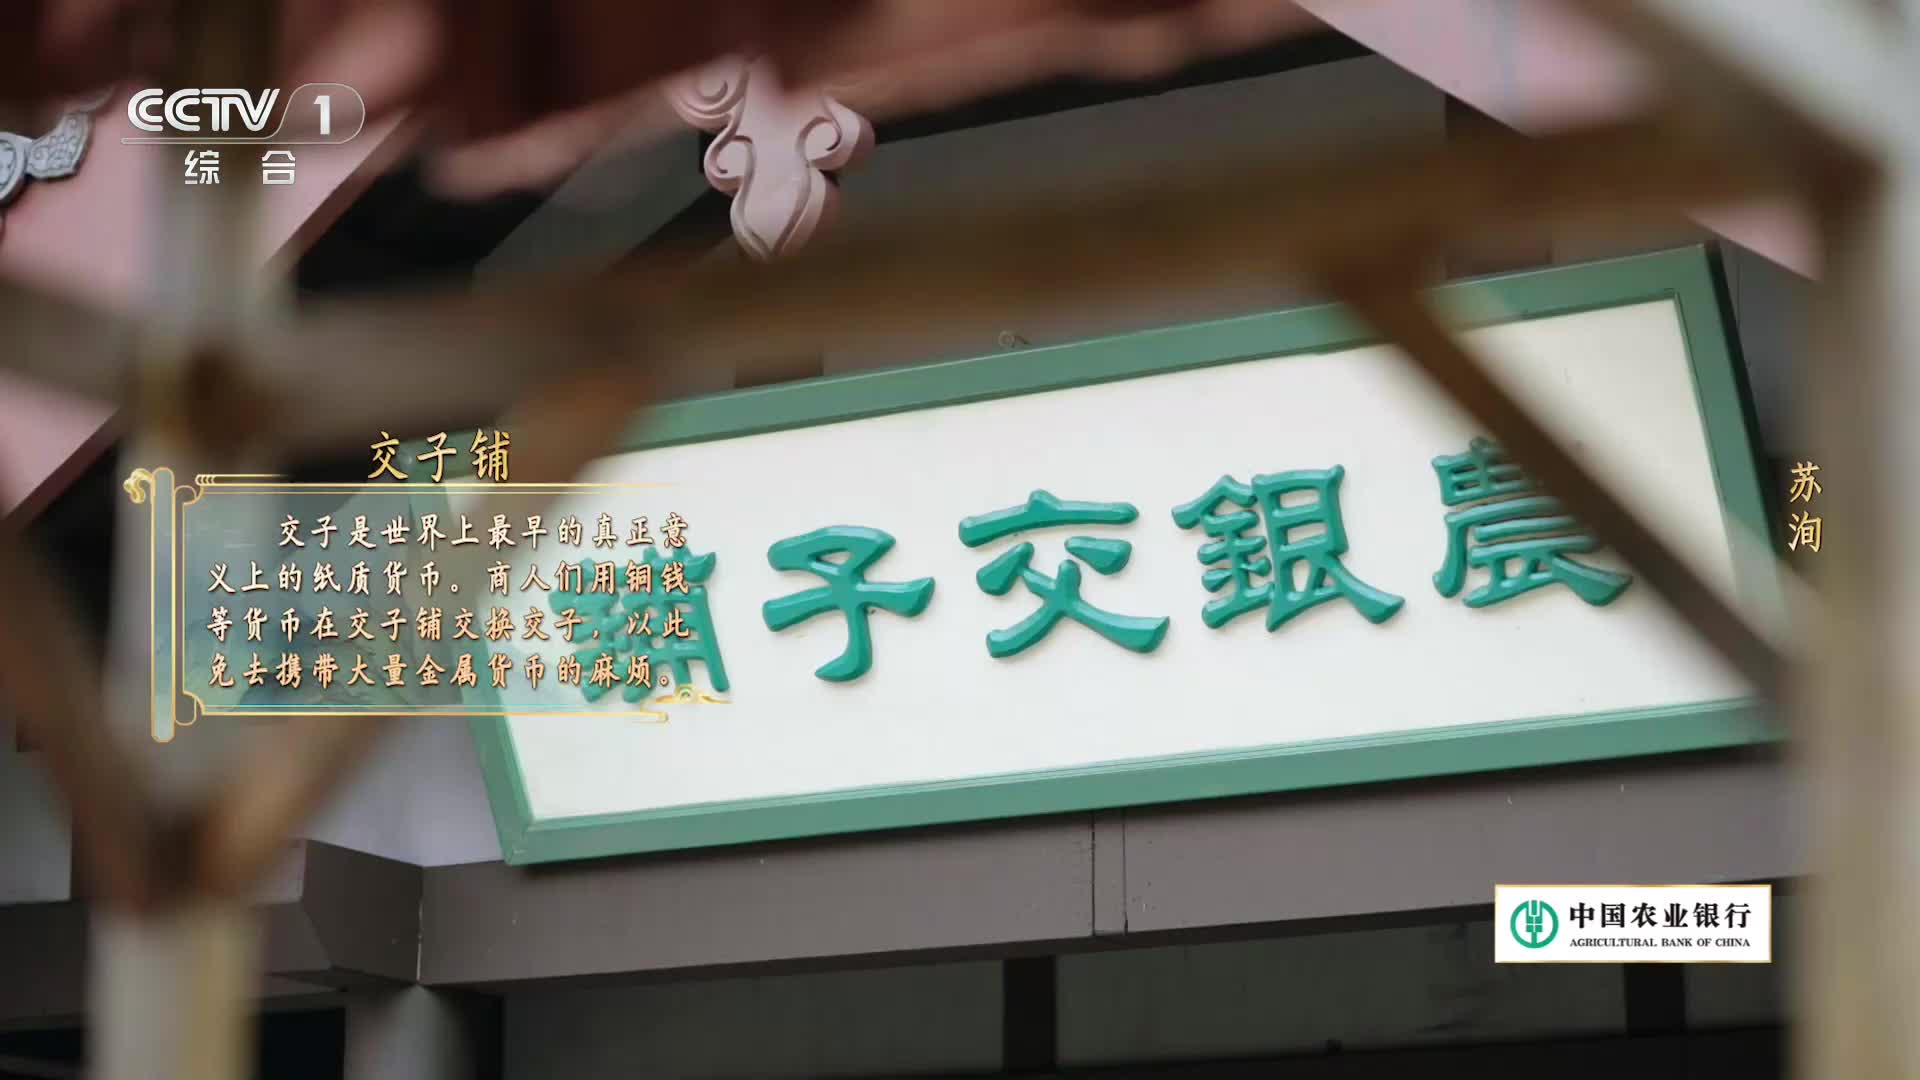 CCTV 1
综合
交子铺
交子是世界上最早的真正意
义上的纸质货币。商人们用铜钱
等货币在交子铺交换交子，以此
免去携带大量金属货币的麻烦。
農銀交子鋪
苏洵
中国农业银行
AGRICULTURAL BANK OF CHINA